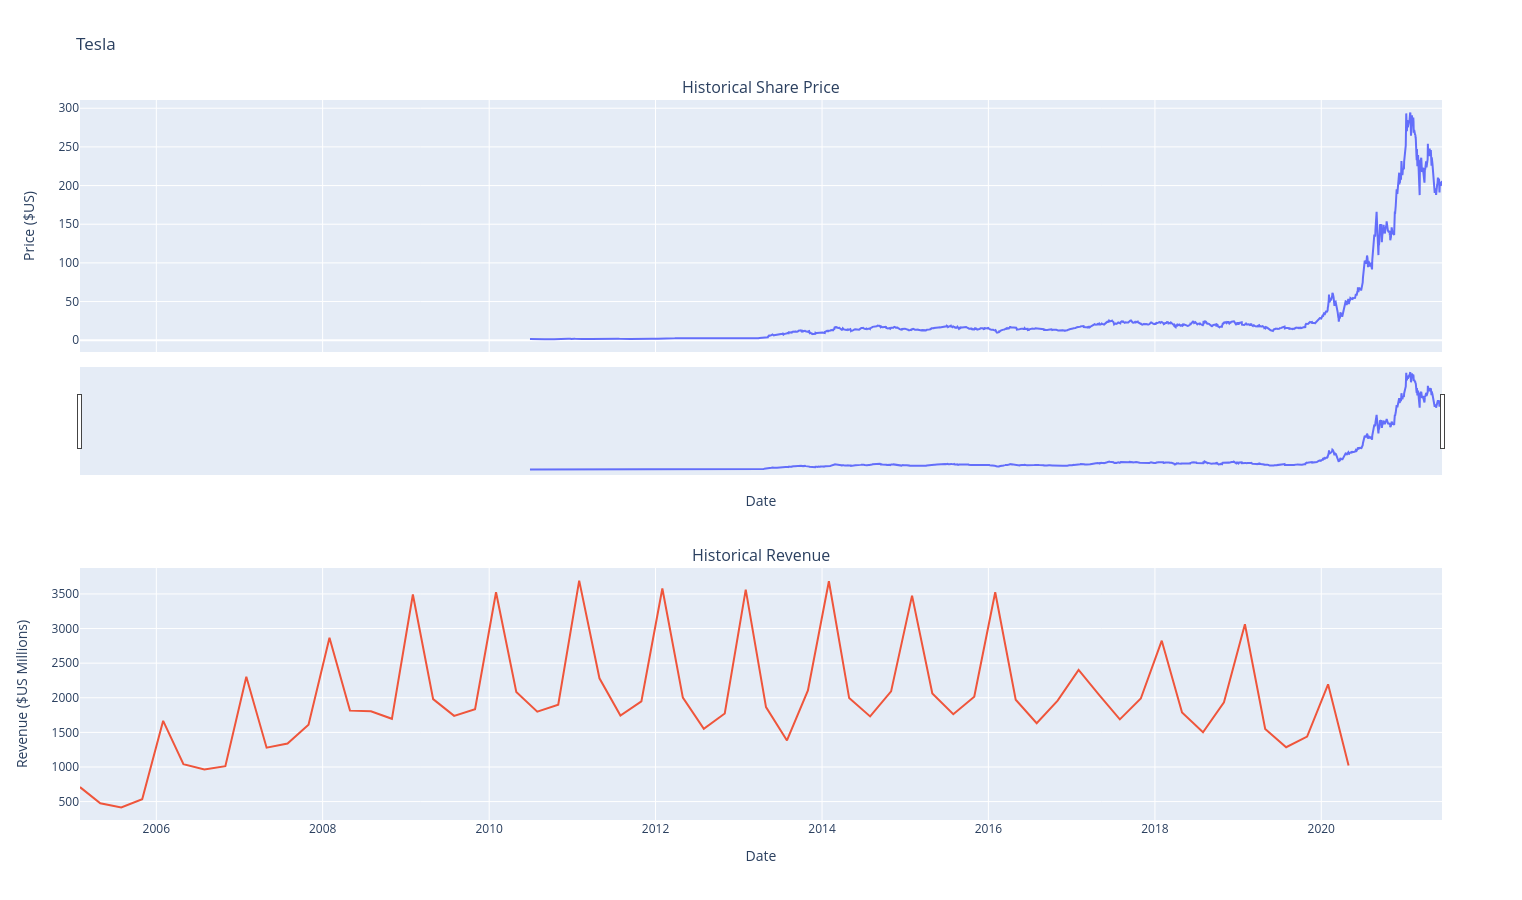 Tesla
Historical Share Price
300
250
200
150
100
50
0
Price ($US)
Date
Historical Revenue
3500
3000
2500
2000
1500
1000
500
Revenue ($US Millions)
2006 2008 2010 2012 2014 2016 2018 2020
Date